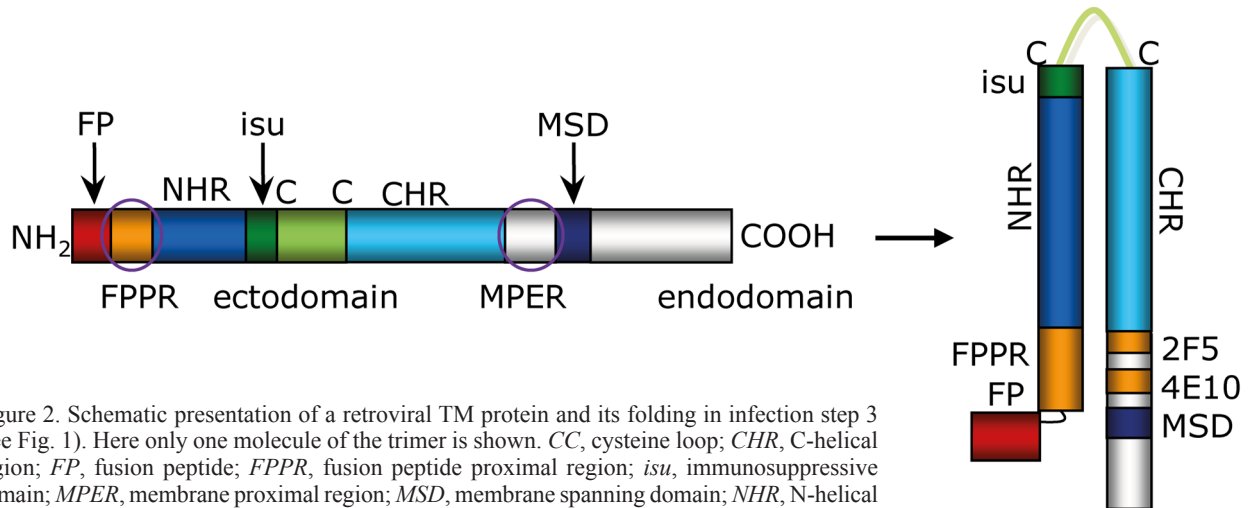 FP
isu
MSD
NHR
C
C
CHR
NH2
COOH
FPPR
ectodomain
MPER
endodomain
C
C
isu
NHR
CHR
FPPR
FP
2F5
4E10
MSD
gure 2. Schematic presentation of a retroviral TM protein and its folding in infection step 3
ee Fig. 1). Here only one molecule of the trimer is shown. CC, cysteine loop; CHR, C-helical
gion; FP, fusion peptide; FPPR, fusion peptide proximal region; isu, immunosuppressive
main; MPER, membrane proximal region; MSD, membrane spanning domain; NHR, N-helical